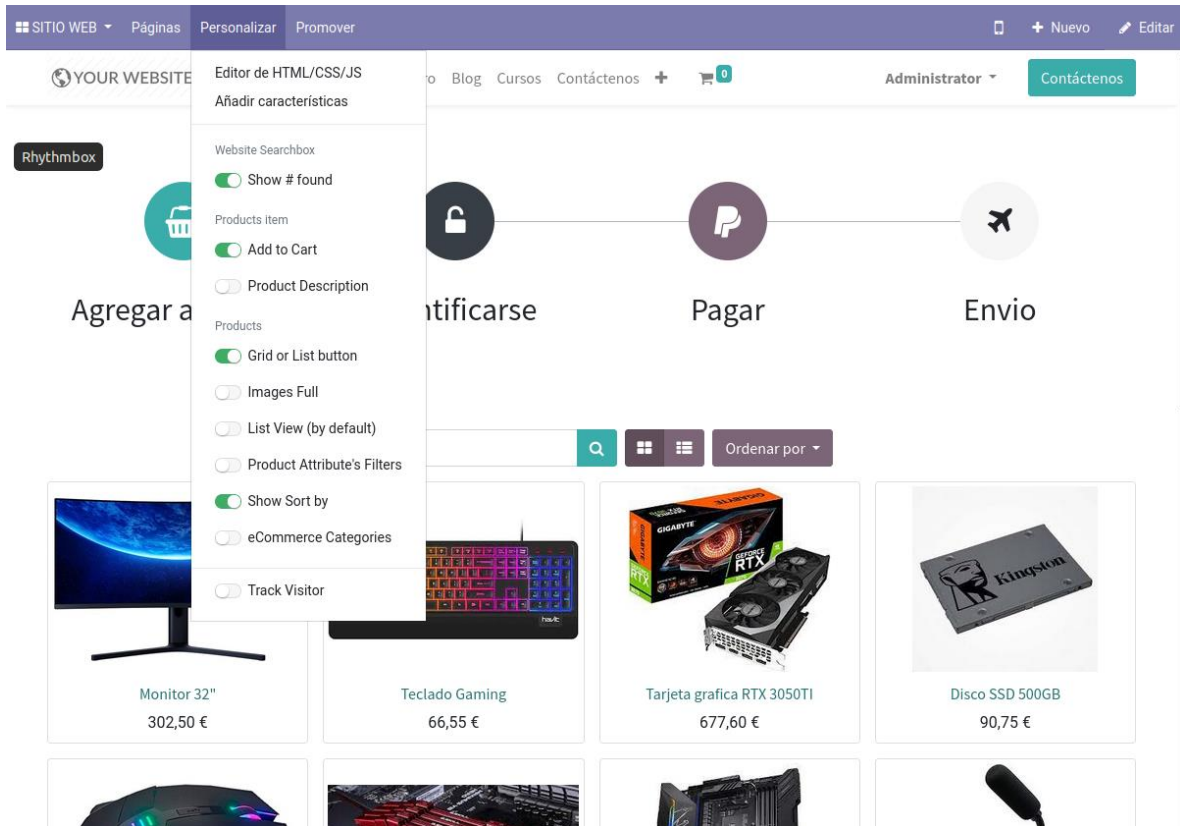 SITIO WEB Páginas Personalizar Promover Nuevo Editar
YOUR WEBSITE Blog Cursos Contáctenos 0 Administrator Contáctenos
Editor de HTML/CSS/JS
Añadir características
Website Searchbox
Rhythmbox
Show # found
Products item
Add to Cart
Product Description
Agregar a ntificarse Pagar Envio
Products
Grid or List button
Images Full
List View (by default)
Ordenar por
Product Attribute's Filters
Show Sort by
eCommerce Categories
Track Visitor
GIGABYTE
GEFORCE
RTX
RTX
Kingston
havit
Monitor 32" Teclado Gaming Tarjeta grafica RTX 3050TI Disco SSD 500GB
302,50 € 66,55 € 677,60 € 90,75 €